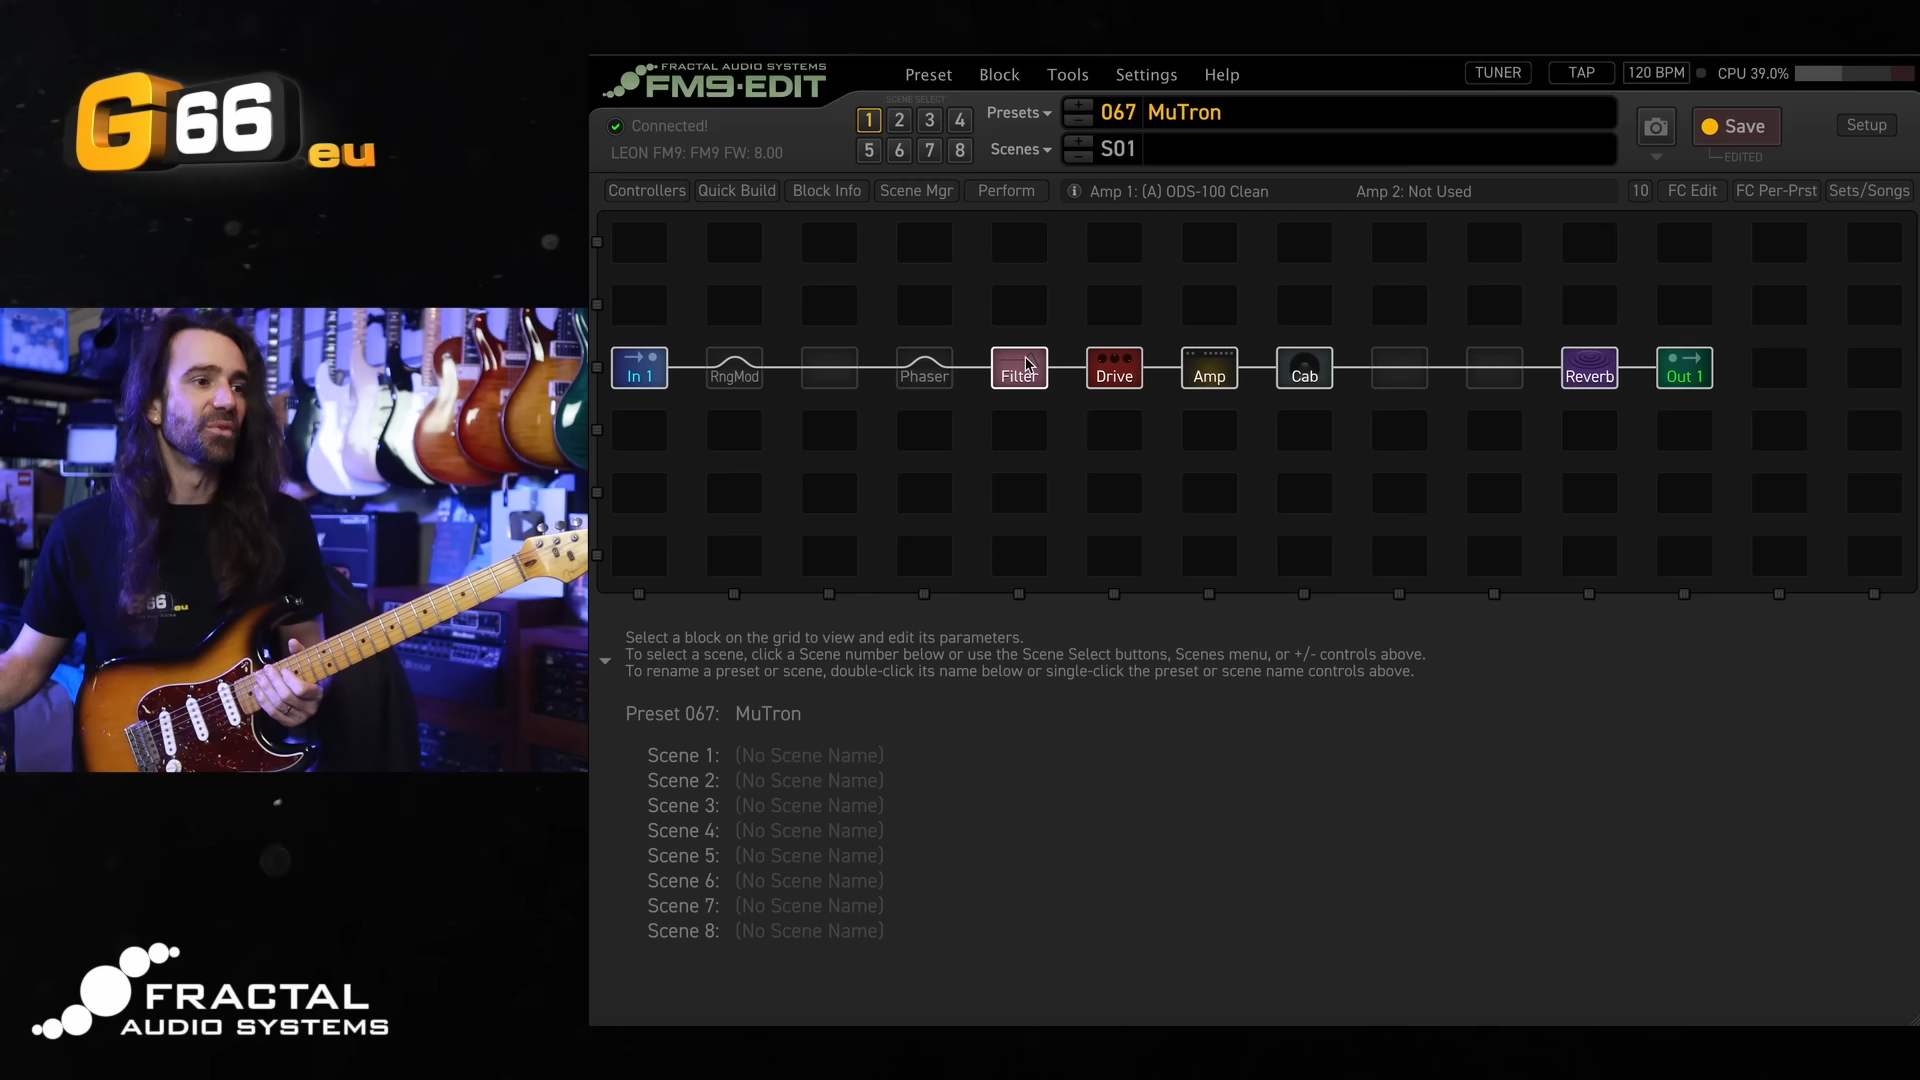 G66
.eu
FRACTAL AUDIO SYSTEMS
FM9·EDIT
Preset
Block
Tools
Settings
Help
TUNER
TAP
120 BPM
CPU 39.0%
Connected!
LEON FM9: FM9 FW: 8.00
SCENE SELECT
1 2 3 4
5 6 7 8
Presets
067 MuTron
Scenes
S01
Save
EDITED
Setup
Controllers
Quick Build
Block Info
Scene Mgr
Perform
Amp 1: (A) ODS-100 Clean
Amp 2: Not Used
10
FC Edit
FC Per-Prst
Sets/Songs
In 1
RngMod
Phaser
Filter
Drive
Amp
Cab
Reverb
Out 1
Select a block on the grid to view and edit its parameters.
To select a scene, click a Scene number below or use the Scene Select buttons, Scenes menu, or +/- controls above.
To rename a preset or scene, double-click its name below or single-click the preset or scene name controls above.
Preset 067: MuTron
Scene 1: (No Scene Name)
Scene 2: (No Scene Name)
Scene 3: (No Scene Name)
Scene 4: (No Scene Name)
Scene 5: (No Scene Name)
Scene 6: (No Scene Name)
Scene 7: (No Scene Name)
Scene 8: (No Scene Name)
66.eu
FRACTAL
AUDIO SYSTEMS